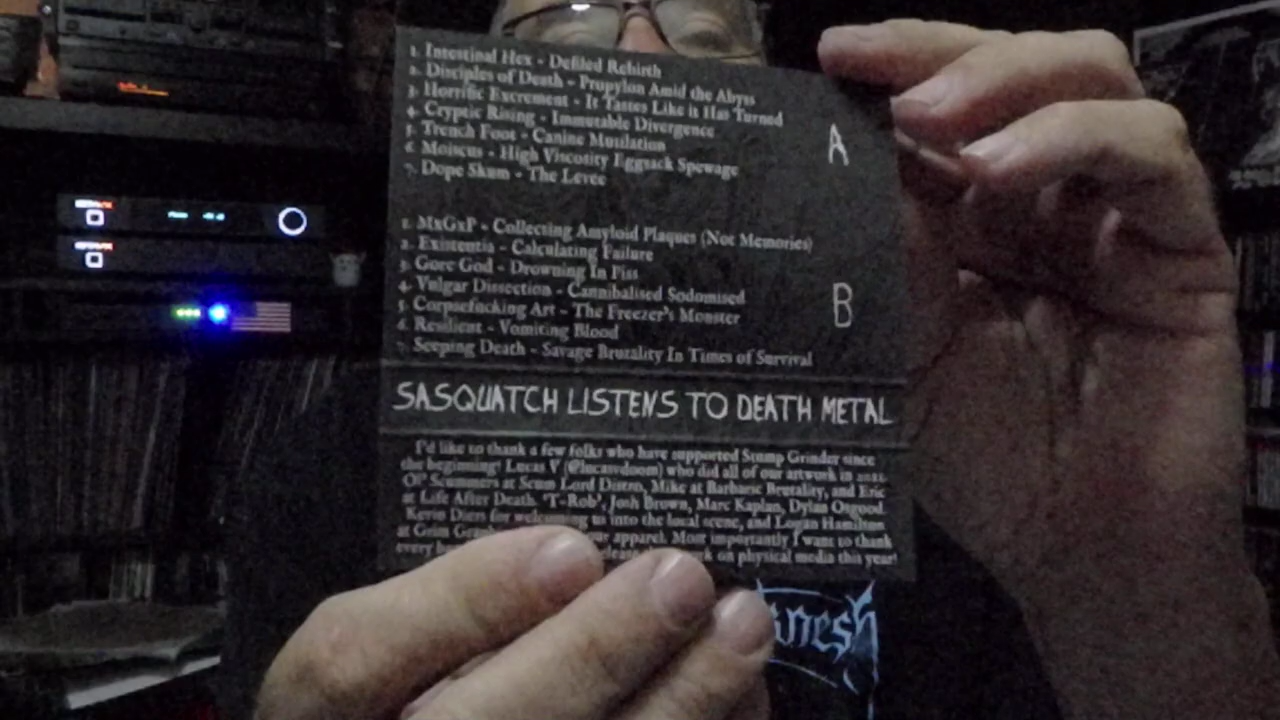 1. Intestinal Hex - Defiled Rebirth
2. Disciples of Death - Propylon Amid the Abyss
3. Horrific Excrement - It Tastes Like it Has Turned
4. Cryptic Rising - Immutable Divergence
5. Trench Foot - Canine Mutilation
6. Moiscus - High Viscosity Eggsack Spewage
7. Dope Skum - The Levee
A
1. MxGxP - Collecting Amyloid Plaques (Not Memories)
2. Existentia - Calculating Failure
3. Gore God - Drowning In Piss
4. Vulgar Dissection - Cannibalised Sodomised
5. Corpsefucking Art - The Freezer's Monster
6. Resilient - Vomiting Blood
7. Seeping Death - Savage Brutality In Times of Survival
B
SASQUATCH LISTENS TO DEATH METAL
I'd like to thank a few folks who have supported Stump Grinder since
the beginning! Lucas V (@lucasvdoom) who did all of our artwork in
Ol' Scummers at Scum Lord Distro, Mike at Barbaric Brutality, and Eric
at Life After Death. 'T-Rob', Josh Brown, Marc Kaplan, Dylan Osgood.
Kevin Diers for welcoming us into the local scene, and Logan Hamilton
at Grim our apparel. Most importantly I want to thank
every on physical media this year!